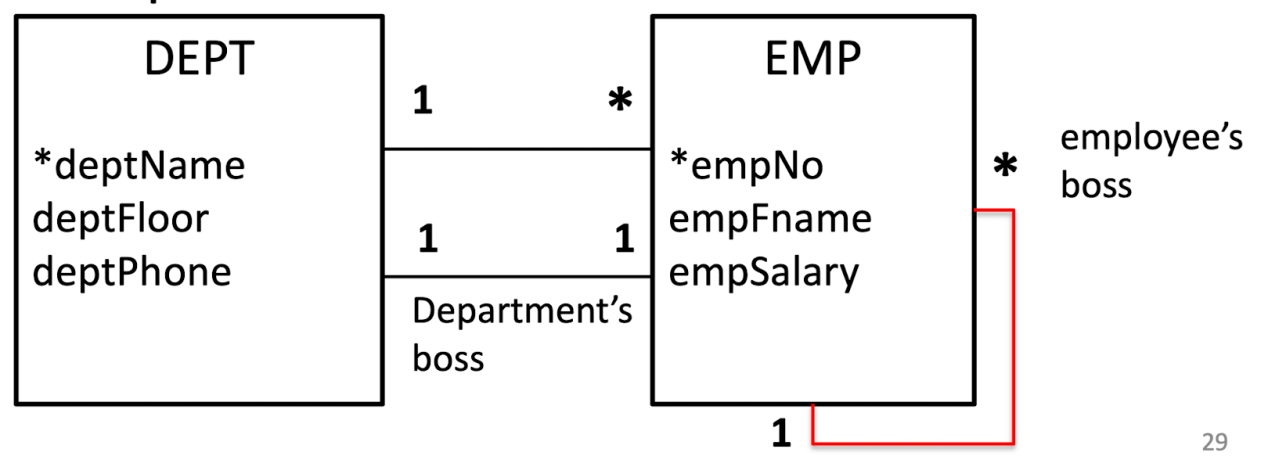 DEPT
*deptName
deptFloor
deptPhone
1 *
1 1
Department's
boss
EMP
*empNo
empFname
empSalary
*
employee's
boss
1
29